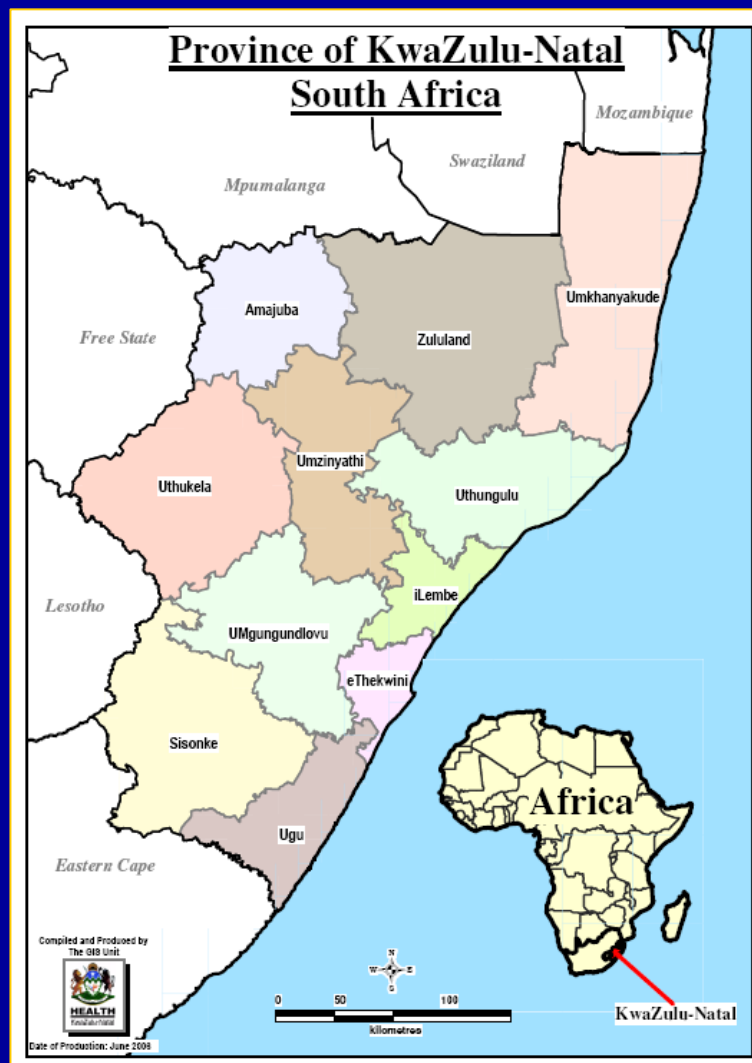 Province of KwaZulu-Natal
South Africa
Mozambique
Swaziland
Mpumalanga
Umkhanyakude
Amajuba
Free State
Zululand
Umzinyathi
Uthukela
Uthungulu
iLembe
Lesotho
UMgungundlovu
eThekwini
Sisonke
Africa
Ugu
Eastern Cape
Compiled and Produced by
The GIS Unit
N
W E
S
HEALTH
KwaZulu-Natal
0 50 100
kilometres
KwaZulu-Natal
Date of Production: June 2006